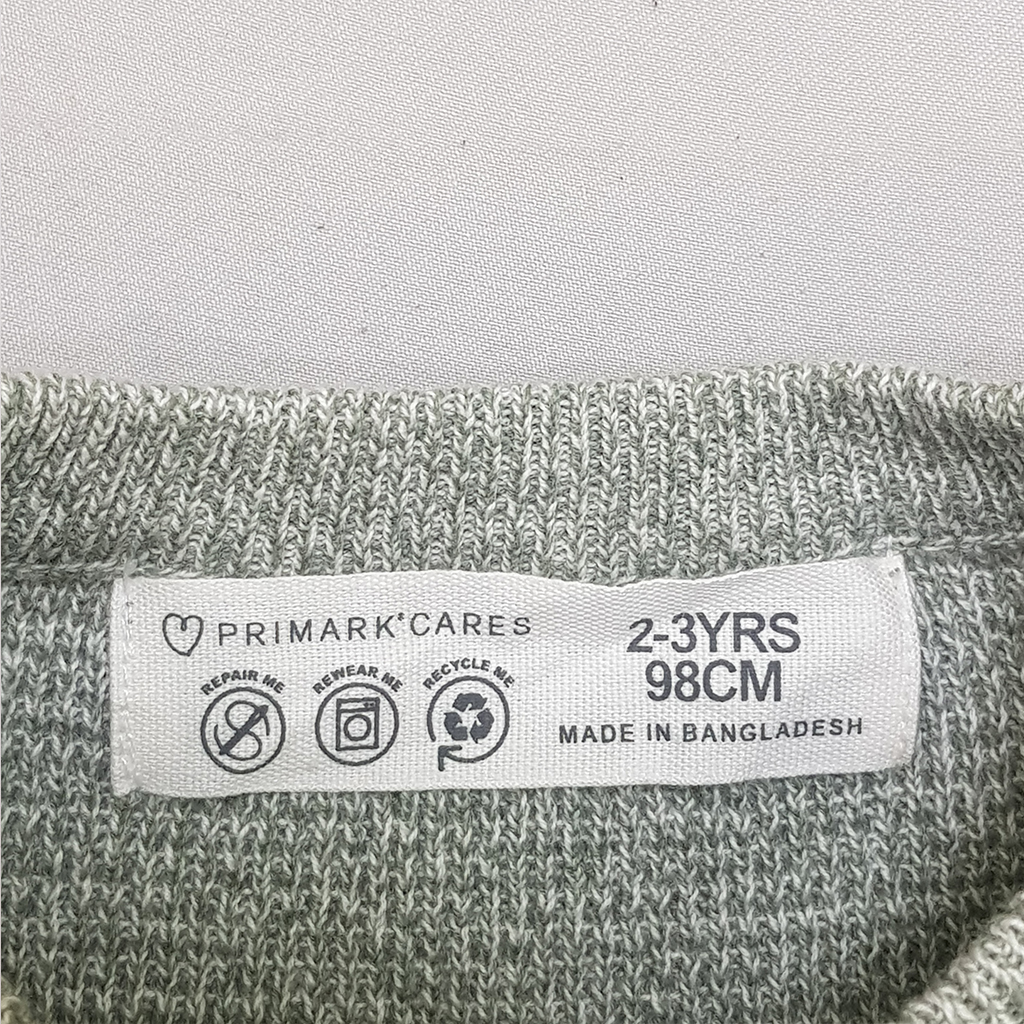 PRIMARK®CARES
REPAIR ME
REWEAR ME
RECYCLE ME
2-3YRS
98CM
MADE IN BANGLADESH